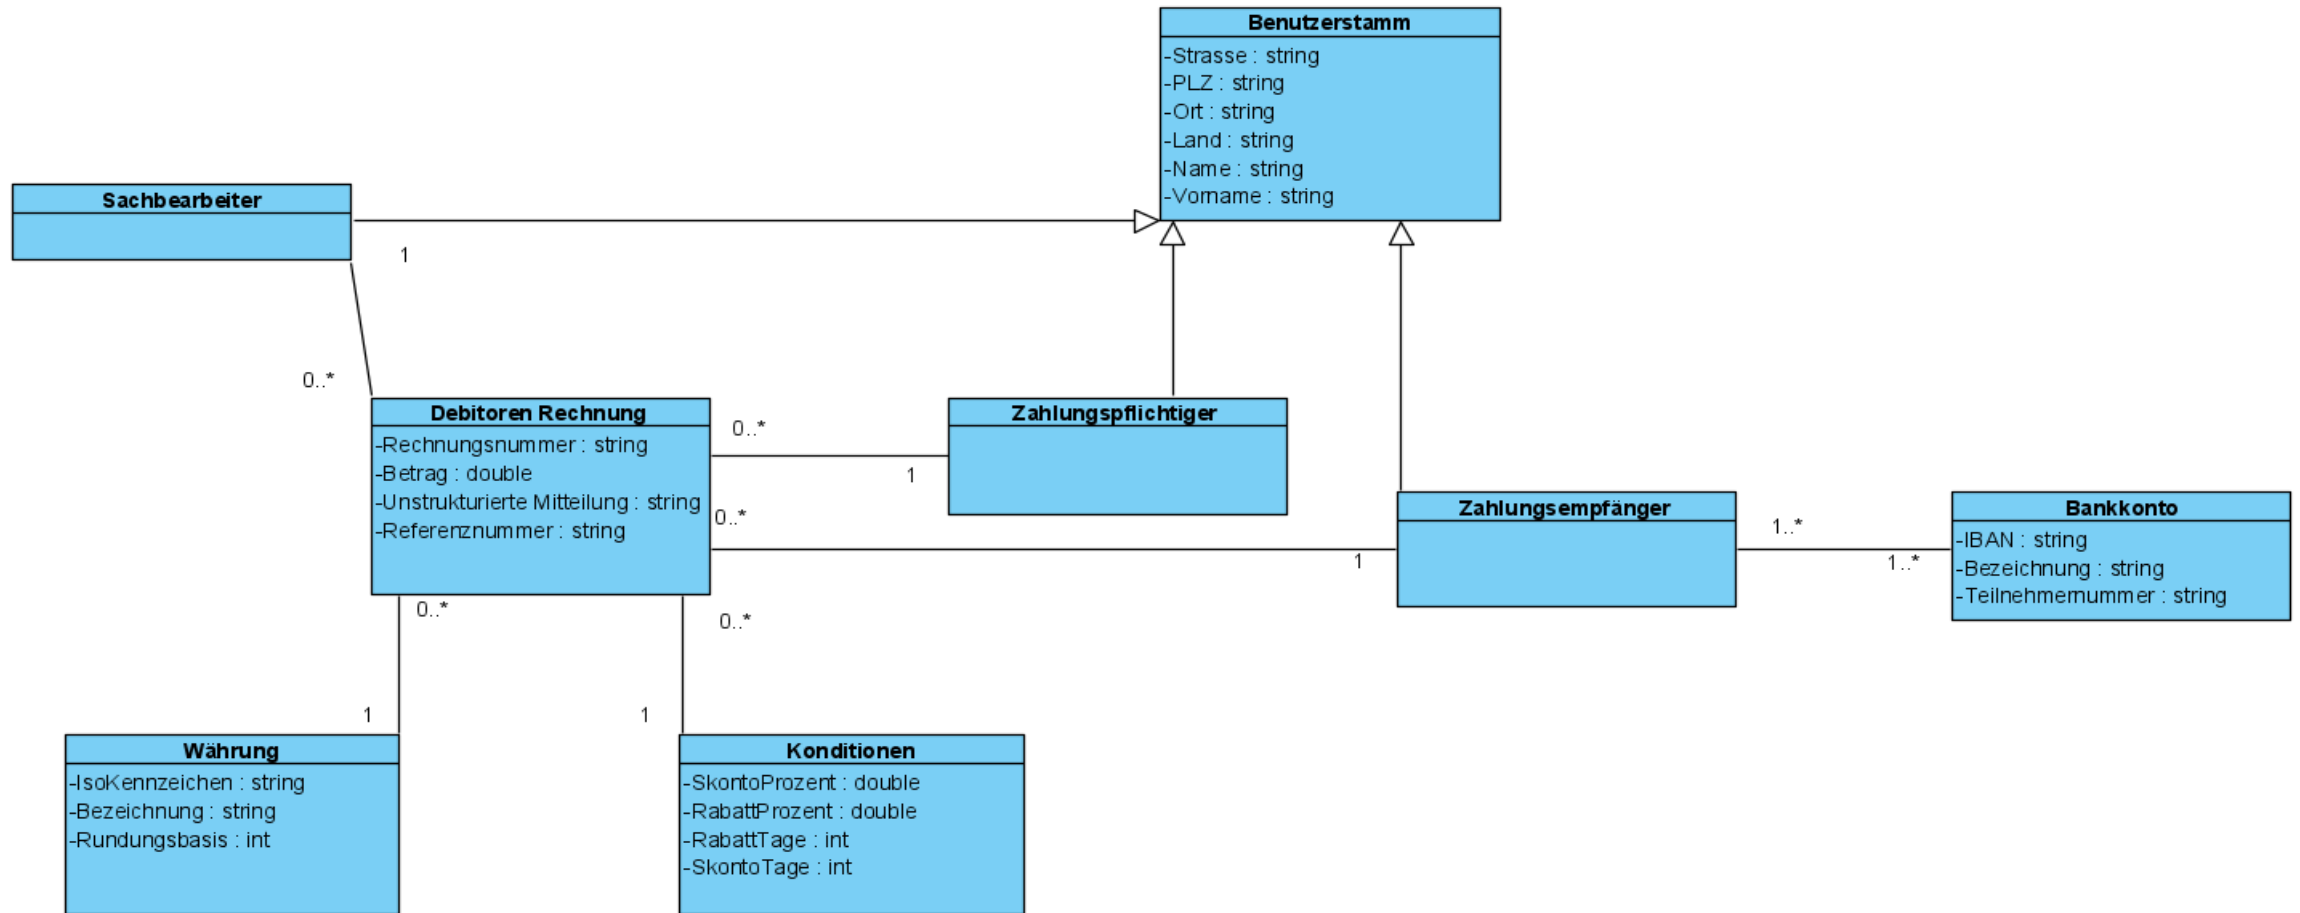 Benutzerstamm
-Strasse : string
-PLZ : string
-Ort : string
-Land : string
-Name : string
-Vorname : string
Sachbearbeiter
1
0..*
Debitoren Rechnung
-Rechnungsnummer : string
-Betrag : double
-Unstrukturierte Mitteilung : string
-Referenznummer : string
0..*
1
Zahlungspflichtiger
0..*
1
Zahlungsempfänger
1..*
1..*
Bankkonto
-IBAN : string
-Bezeichnung : string
-Teilnehmernummer : string
0..*
1
0..*
1
Währung
-IsoKennzeichen : string
-Bezeichnung : string
-Rundungsbasis : int
Konditionen
-SkontoProzent : double
-RabattProzent : double
-RabattTage : int
-SkontoTage : int